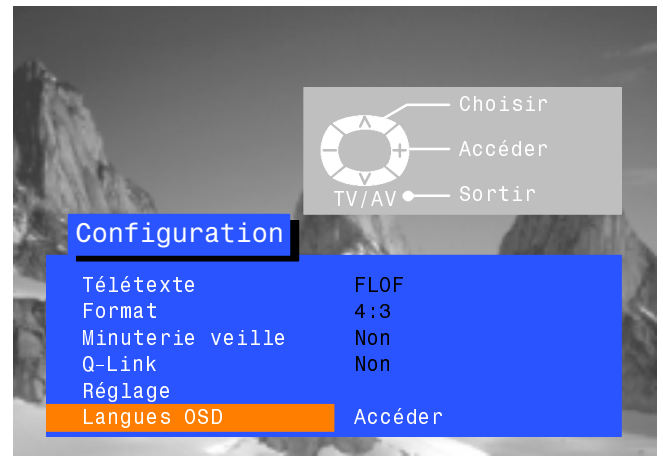 Choisir
Accéder
TV/AV Sortir
Configuration
Télétexte FLOF
Format 4:3
Minuterie veille Non
Q-Link Non
Réglage
Langues OSD Accéder